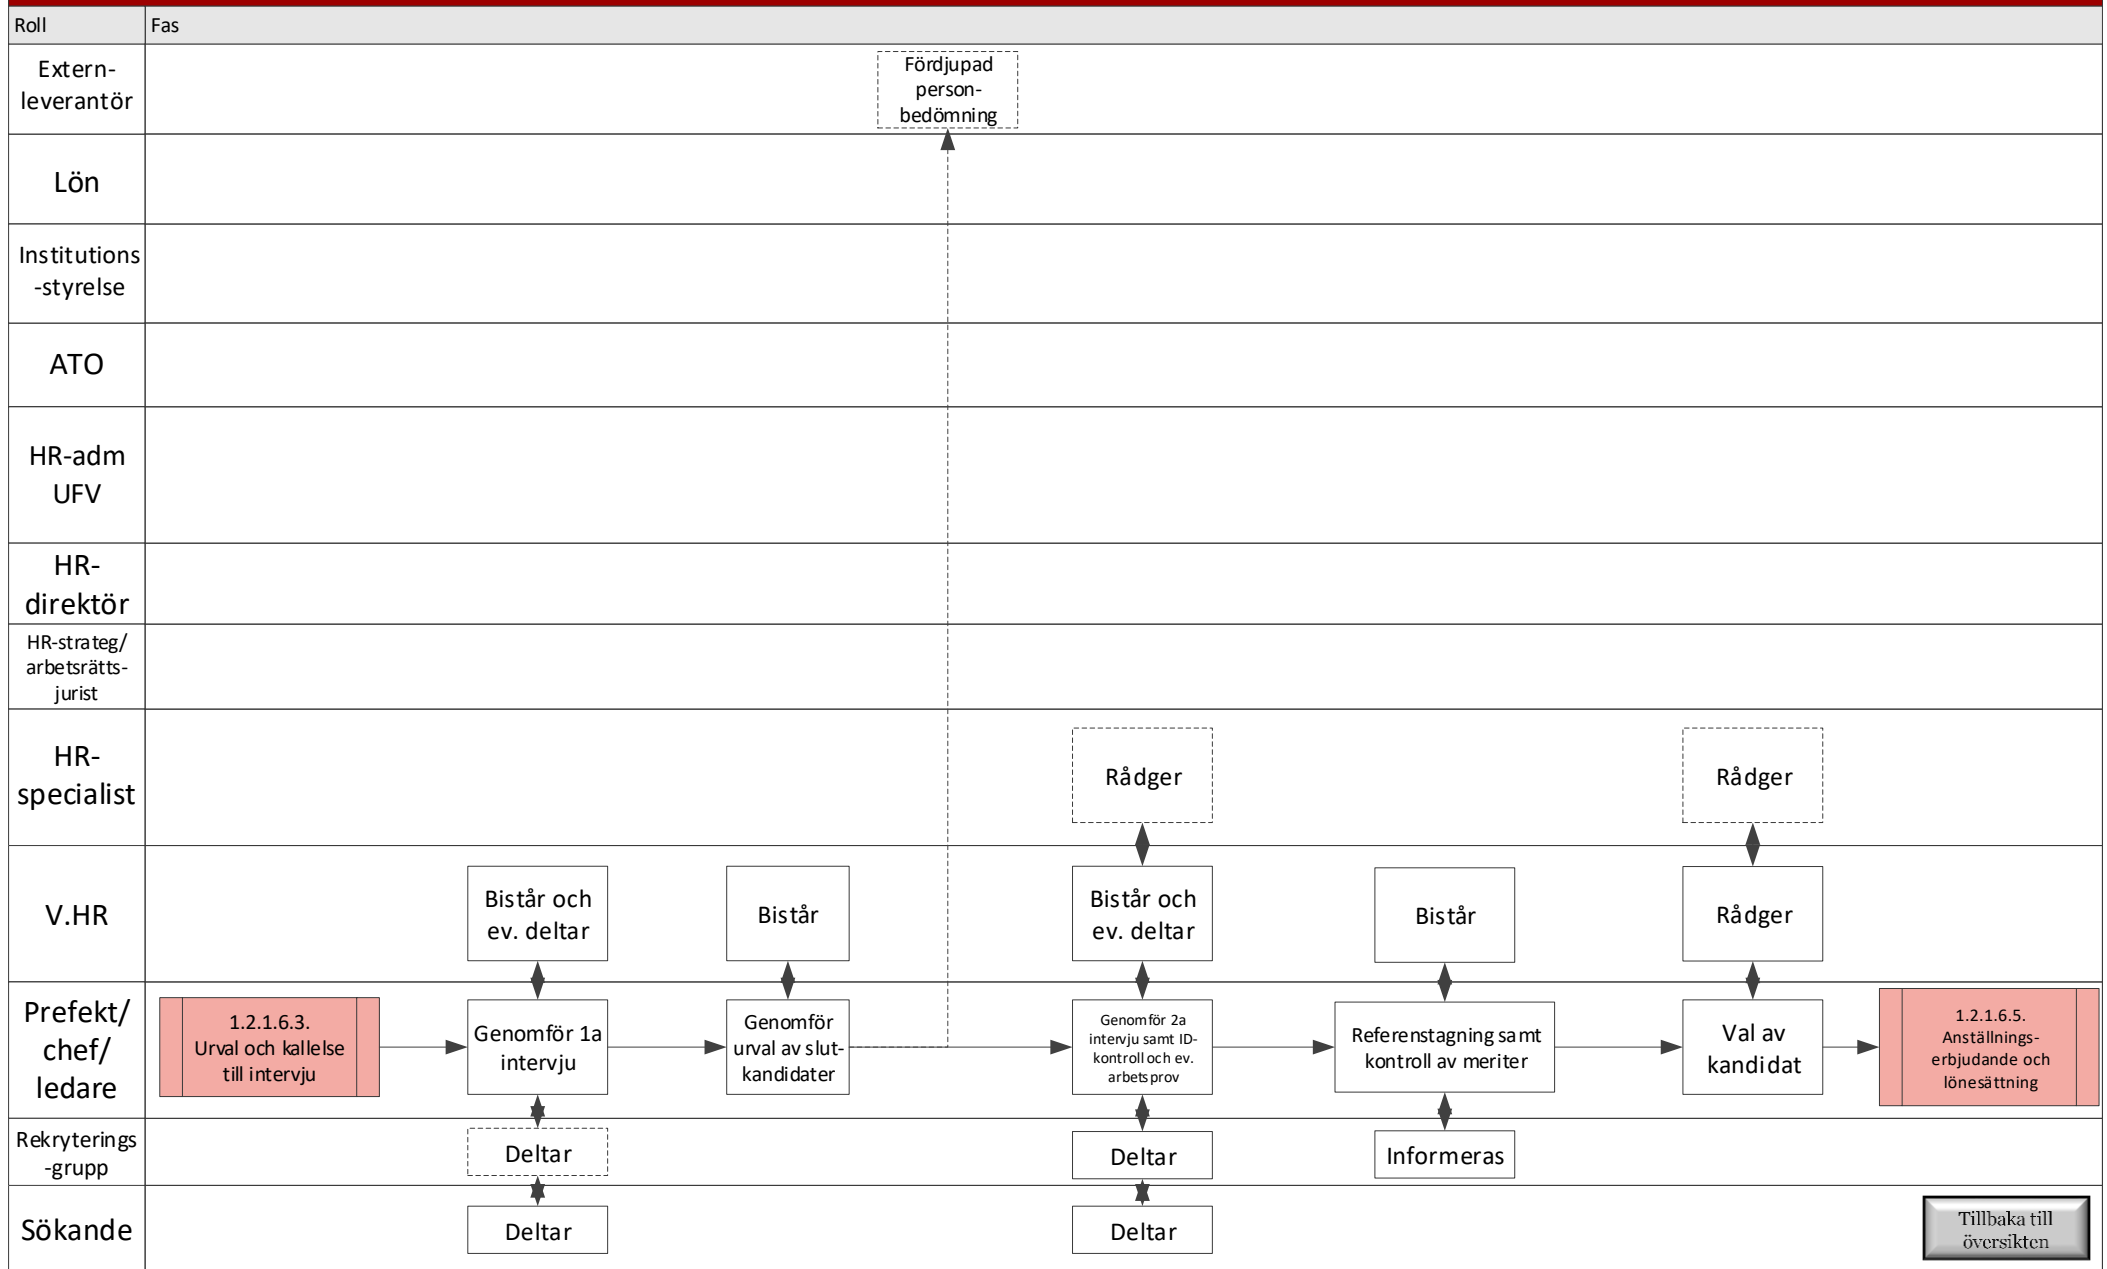 Roll
Fas
Extern-
leverantör
Fördjupad
person-
bedömning
Lön
Institutions
-styrelse
ATO
HR-adm
UFV
HR-
direktör
HR-strateg/
arbetsrätts-
jurist
HR-
specialist
Rådger
Rådger
V.HR
Bistår och
ev. deltar
Bistår
Bistår och
ev. deltar
Bistår
Rådger
Prefekt/
chef/
ledare
1.2.1.6.3.
Urval och kallelse
till intervju
Genomför 1a
intervju
Genomför
urval av slut-
kandidater
Genomför 2a
intervju samt ID-
kontroll och ev.
arbetsprov
Referenstagning samt
kontroll av meriter
Val av
kandidat
1.2.1.6.5.
Anställnings-
erbjudande och
lönesättning
Rekryterings
-grupp
Deltar
Deltar
Informeras
Sökande
Deltar
Deltar
Tillbaka till
översikten